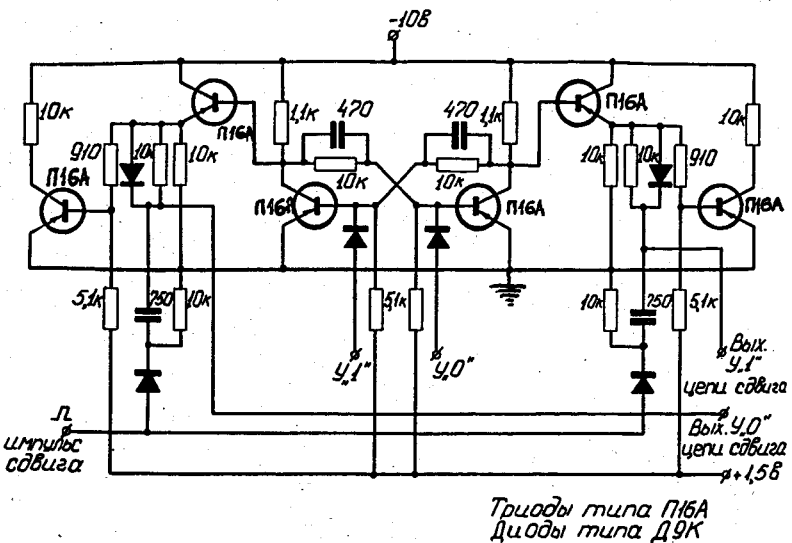 -10В
П16А
П16А
10к
1,1к
470
470
1,1к
10к
910
10к
10к
10к
10к
10к
10к
910
П16А
П16А
П16А
П16А
5,1к
750
10к
5,1к
5,1к
10к
750
5,1к
У„1"
У„0"
Вых.
У„1"
цепи сдвига
импульс
сдвига
Вых. У„0"
цепи сдвига
+1,5В
Триоды типа П16А
Диоды типа Д9К